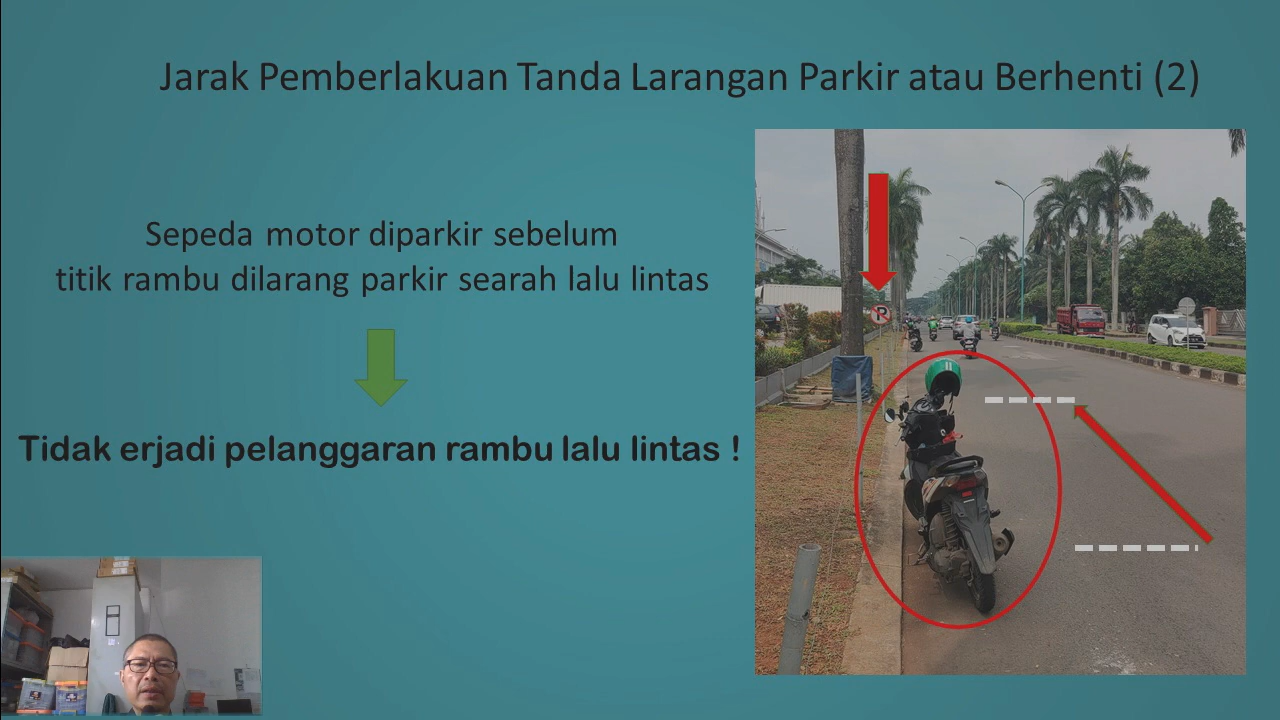 Jarak Pemberlakuan Tanda Larangan Parkir atau Berhenti (2)
Sepeda motor diparkir sebelum
titik rambu dilarang parkir searah lalu lintas
Tidak erjadi pelanggaran rambu lalu lintas !
P